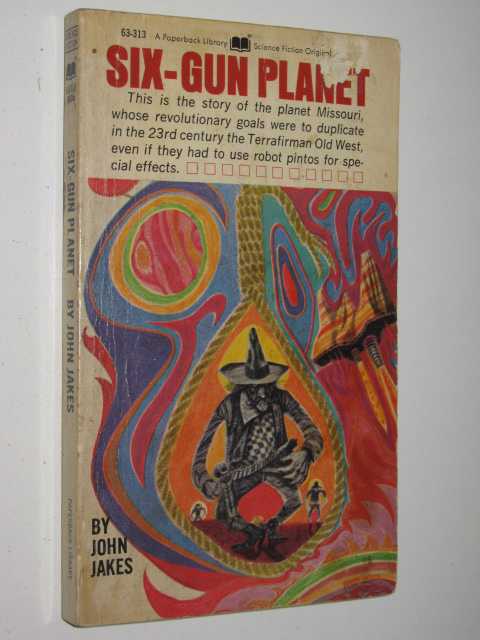 63-313 A Paperback Library Science Fiction Original
SIX-GUN PLANET
This is the story of the planet Missouri,
whose revolutionary goals were to duplicate
in the 23rd century the Terrafirman Old West,
even if they had to use robot pintos for spe-
cial effects.
BY
JOHN
JAKES
SIX-GUN PLANET BY JOHN JAKES
PAPERBACK LIBRARY